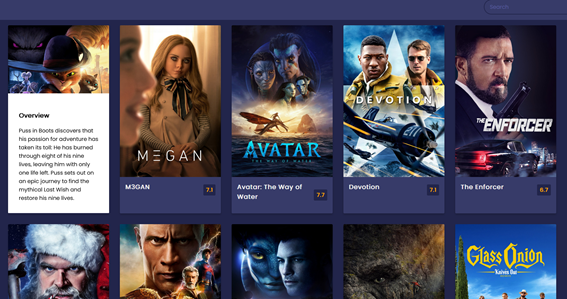 Search
Overview
Puss in Boots discovers that
his passion for adventure has
taken its toll: He has burned
through eight of his nine
lives, leaving him with only
one life left. Puss sets out on
an epic journey to find the
mythical Last Wish and
restore his nine lives.
M3GAN
M3GAN
7.1
AVATAR
THE WAY OF WATER
Avatar: The Way of
Water
7.7
DEVOTION
Devotion
7.1
THE ENFORCER
The Enforcer
6.7
GLASS ONION
Knives Out